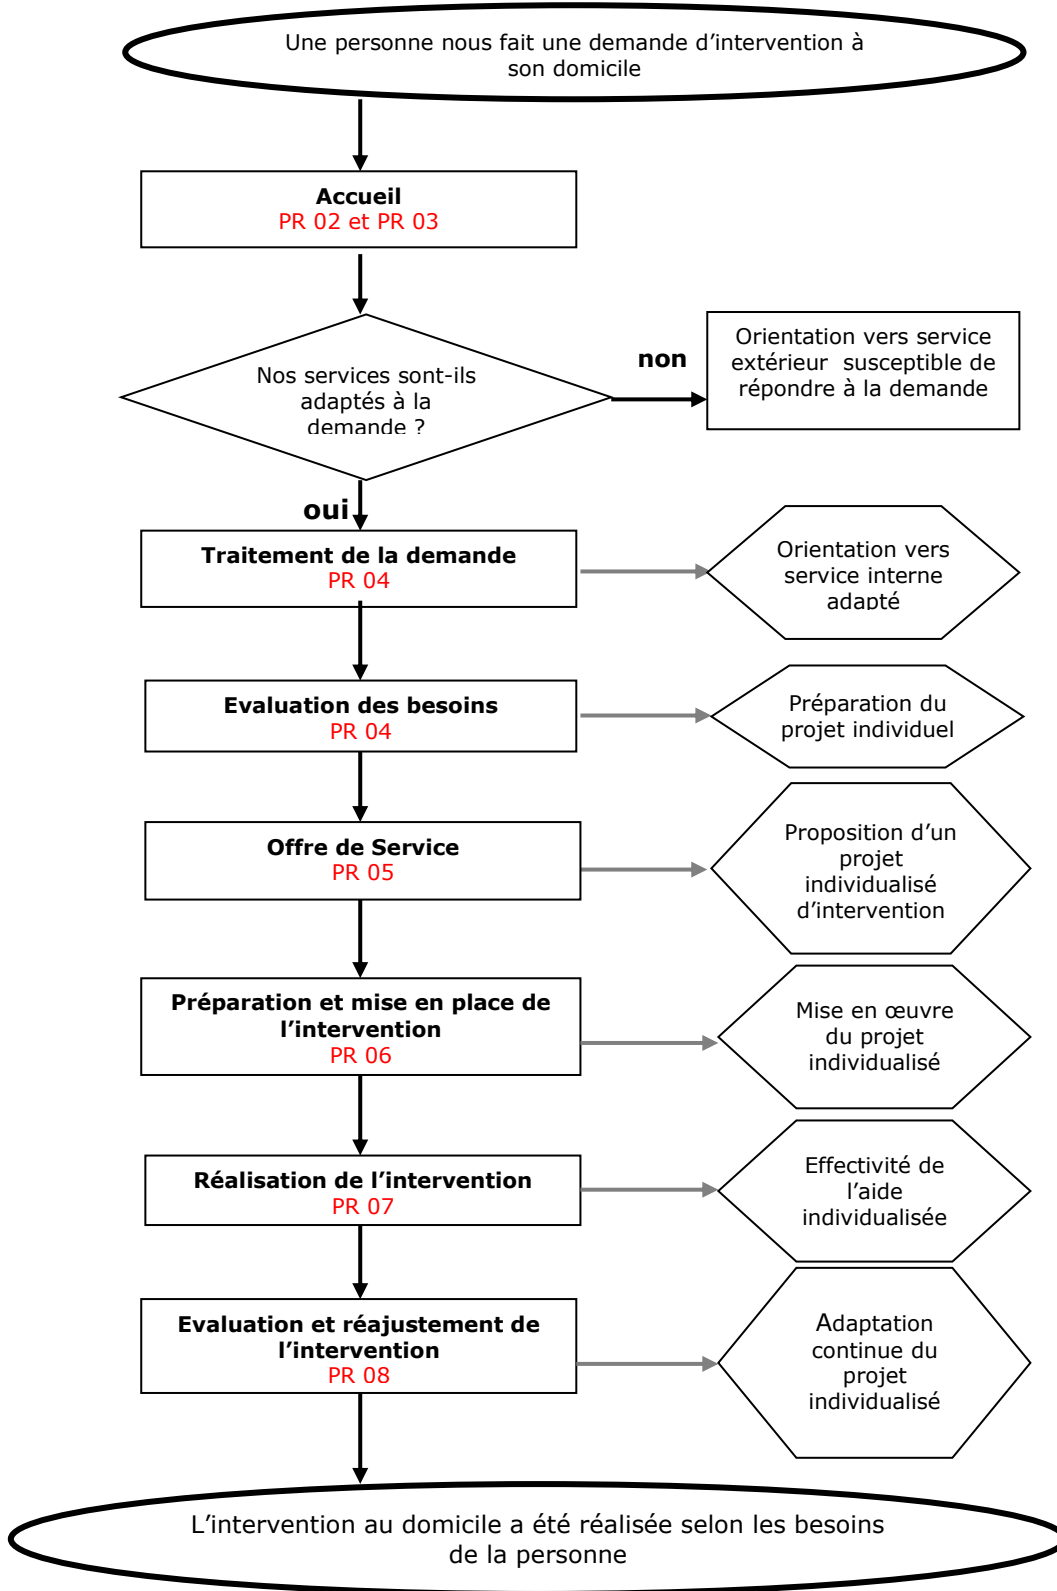 Une personne nous fait une demande d’intervention à
son domicile
Accueil
PR 02 et PR 03
Nos services sont-ils
adaptés à la
demande ?
non
Orientation vers service
extérieur  susceptible de
répondre à la demande
oui
Traitement de la demande
PR 04
Orientation vers
service interne
adapté
Evaluation des besoins
PR 04
Préparation du
projet individuel
Offre de Service
PR 05
Proposition d’un
projet
individualisé
d’intervention
Préparation et mise en place de
l’intervention
PR 06
Mise en œuvre
du projet
individualisé
Réalisation de l’intervention
PR 07
Effectivité de
l’aide
individualisée
Evaluation et réajustement de
l’intervention
PR 08
Adaptation
continue du
projet
individualisé
L’intervention au domicile a été réalisée selon les besoins
de la personne